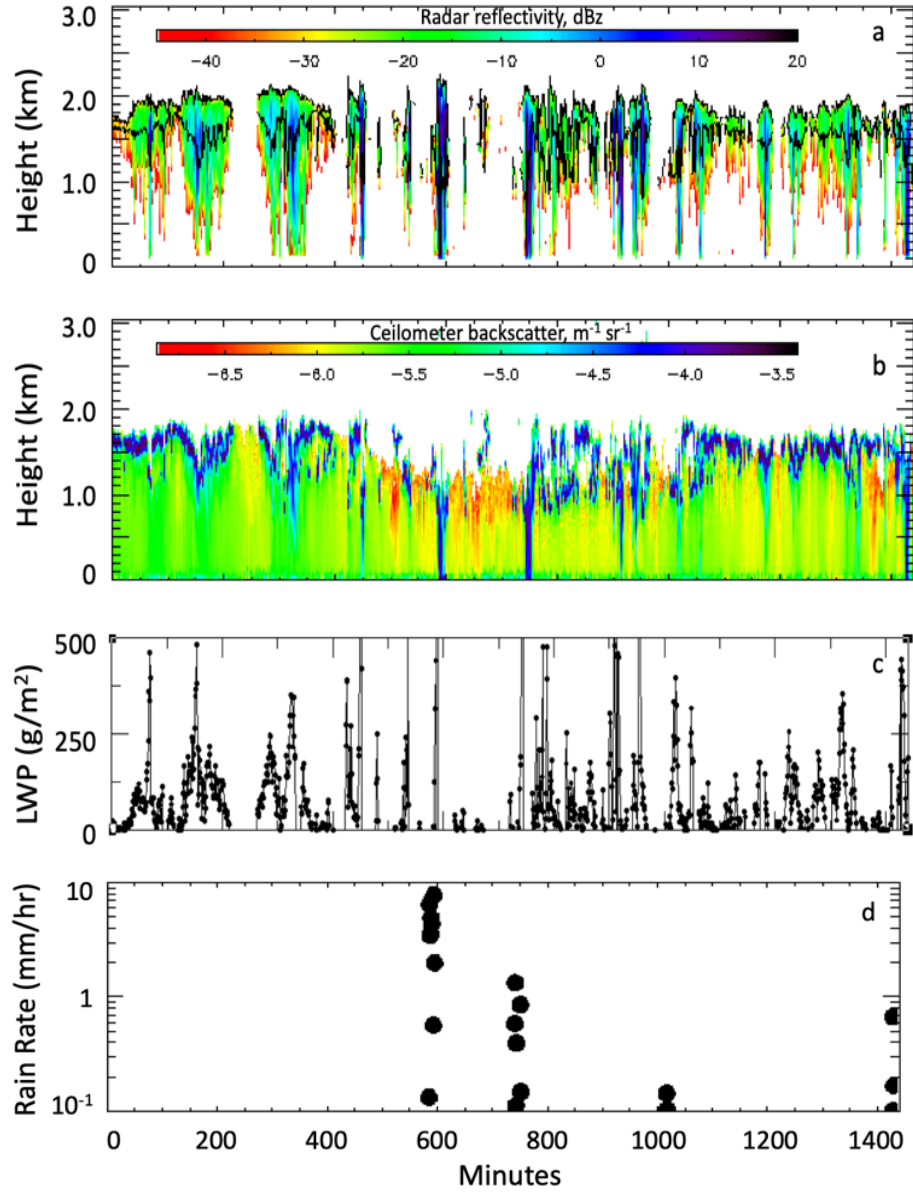 Radar reflectivity, dBz
a
−40 −30 −20 −10 0 10 20
3.0
2.0
1.0
0
Height (km)
Ceilometer backscatter, m⁻¹ sr⁻¹
b
−6.5 −6.0 −5.5 −5.0 −4.5 −4.0 −3.5
3.0
2.0
1.0
0
Height (km)
c
500
250
0
LWP (g/m²)
d
10
1
10⁻¹
Rain Rate (mm/hr)
0 200 400 600 800 1000 1200 1400
Minutes